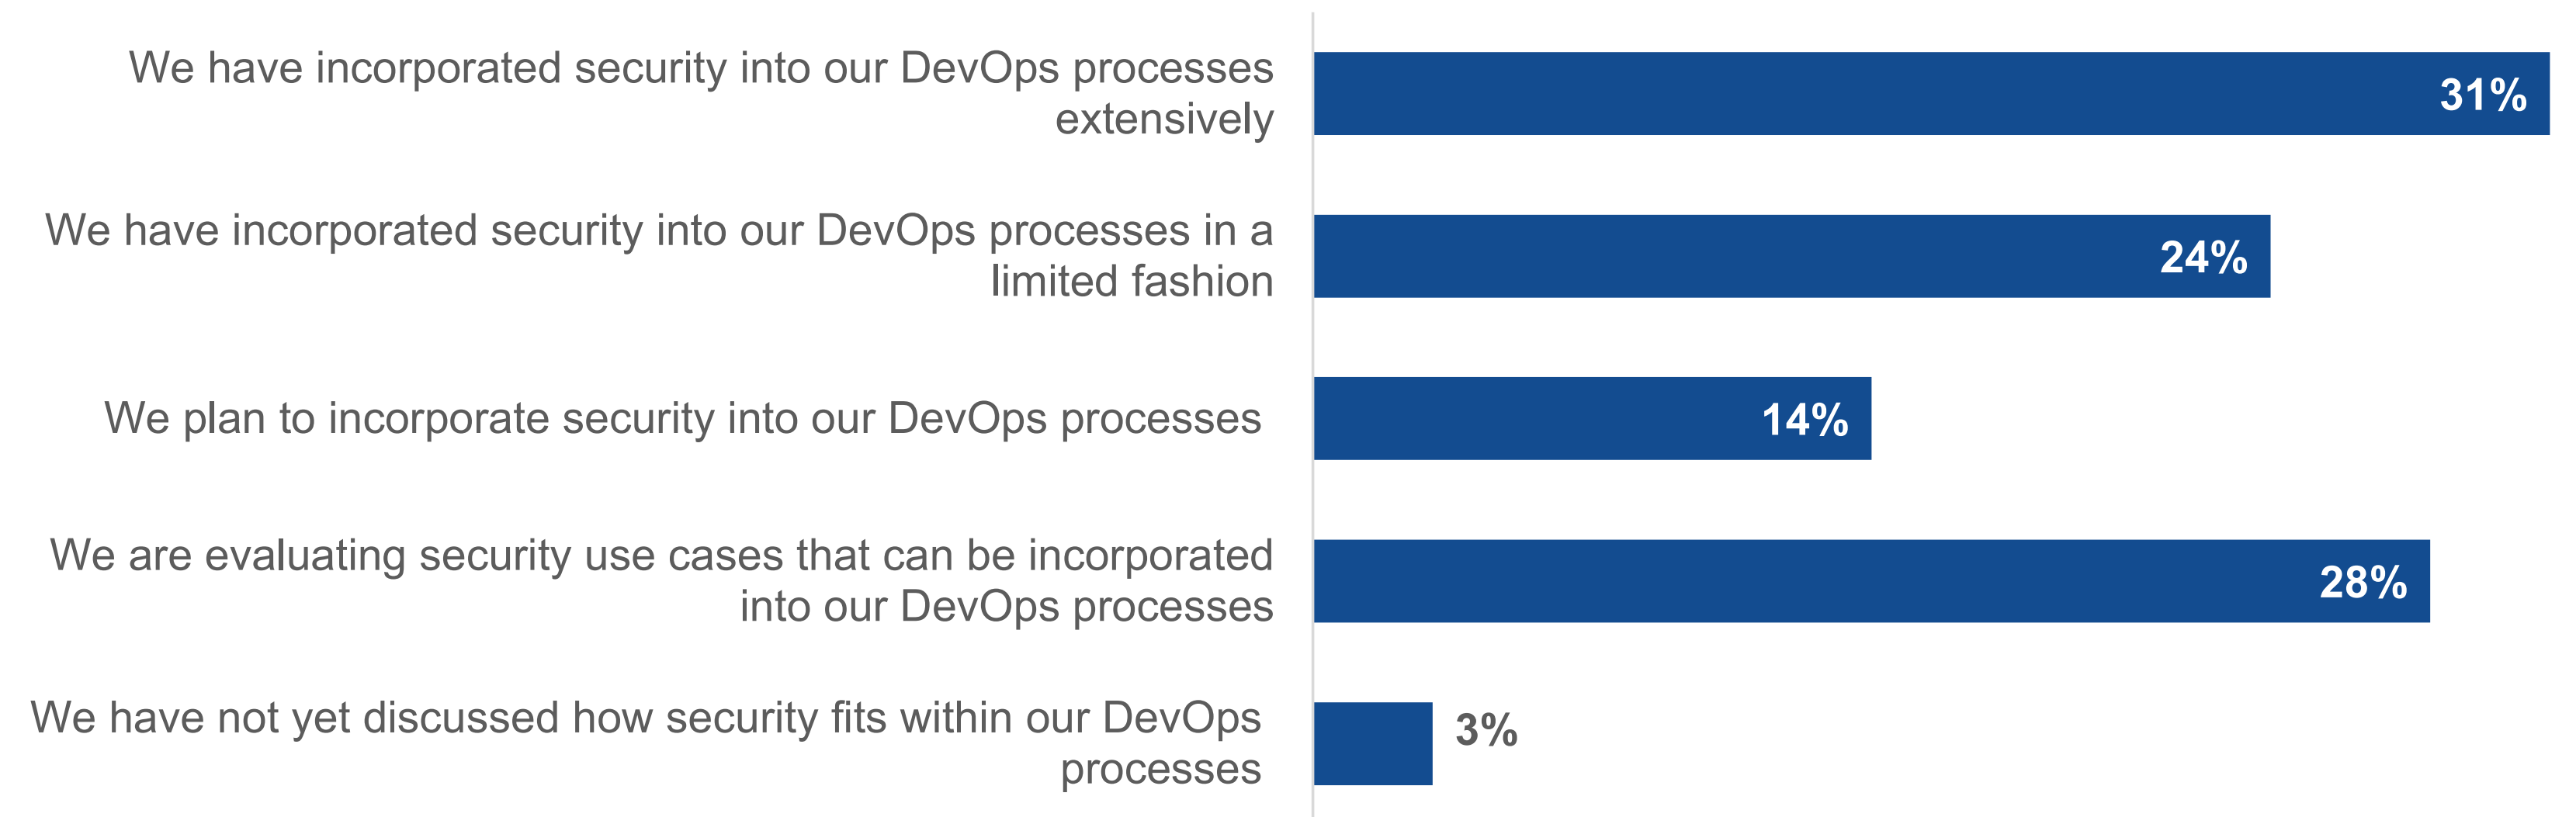 We have incorporated security into our DevOps processes
extensively
31%
We have incorporated security into our DevOps processes in a
limited fashion
24%
We plan to incorporate security into our DevOps processes
14%
We are evaluating security use cases that can be incorporated
into our DevOps processes
28%
We have not yet discussed how security fits within our DevOps
processes
3%